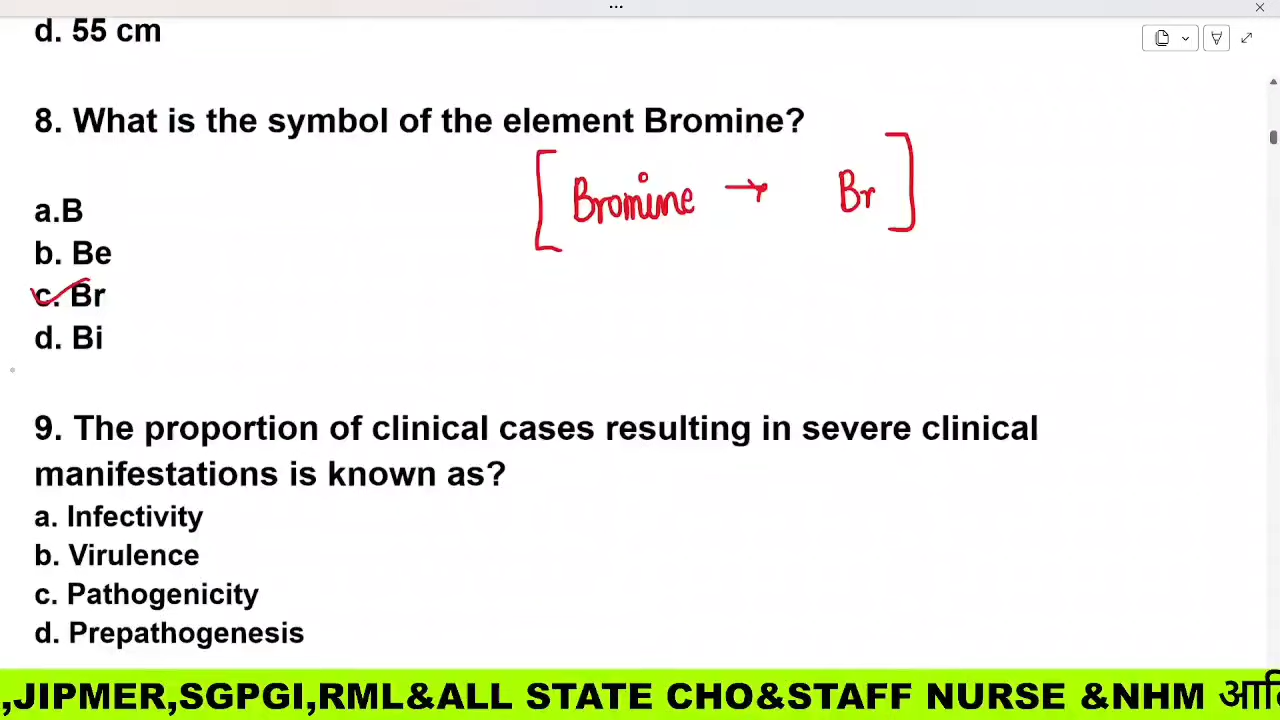 d. 55 cm
8. What is the symbol of the element Bromine?
[Bromine → Br]
a.B
b. Be
c. Br
d. Bi
9. The proportion of clinical cases resulting in severe clinical
manifestations is known as?
a. Infectivity
b. Virulence
c. Pathogenicity
d. Prepathogenesis
,JIPMER,SGPGI,RML&ALL STATE CHO&STAFF NURSE &NHM